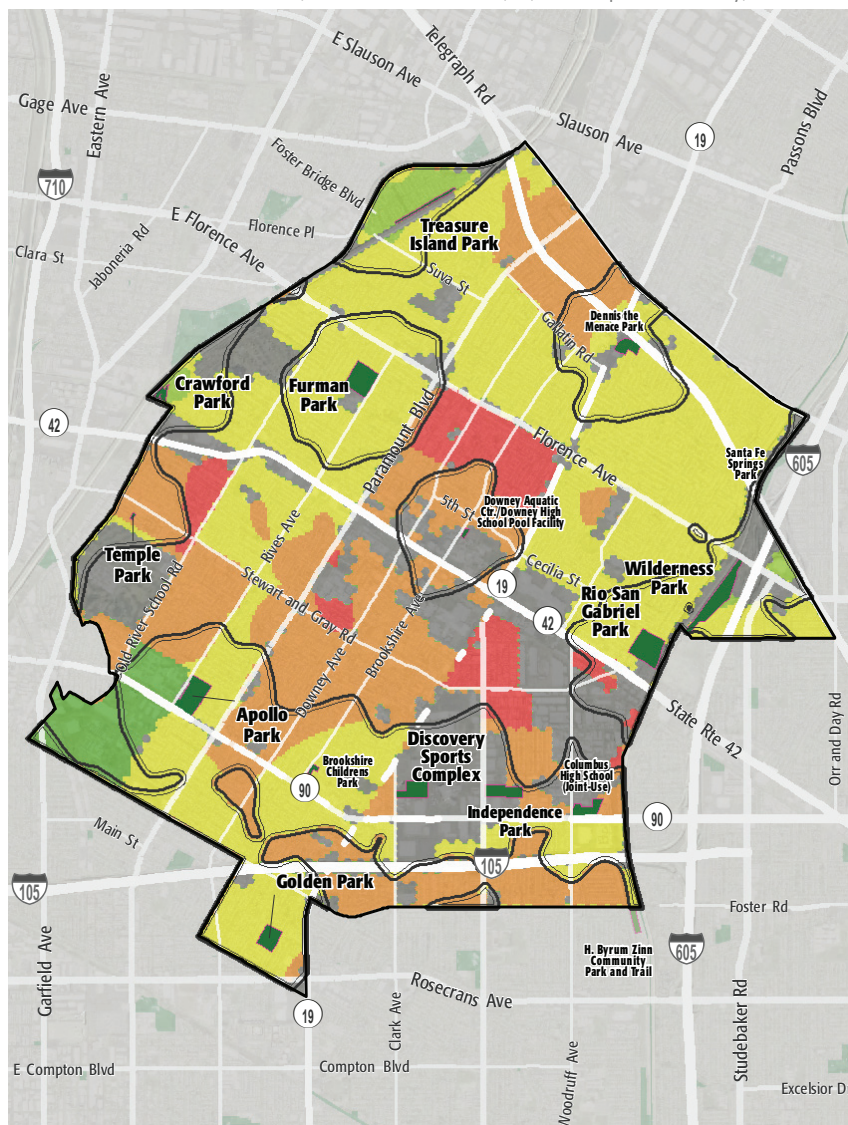 E Slauson Ave
Telegraph Rd
Gage Ave
Eastern Ave
Slauson Ave
19
Passons Blvd
Foster Bridge Blvd
710
E Florence Ave
Florence Pl
Treasure
Island Park
Clara St
Jaboneria Rd
Suva St
Dennis the
Menace Park
Gallatin Rd
Crawford
Park
Furman
Park
42
Paramount Blvd
Florence Ave
Santa Fe
Springs
Park
605
5th St
Downey Aquatic
Ctr./Downey High
School Pool Facility
Rives Ave
Temple
Park
Cecilia St
Wilderness
Park
Old River School Rd
Stewart and Gray Rd
19
Rio San
Gabriel
Park
42
Brookshire Ave
Downey Ave
Apollo
Park
State Rte 42
Orr and Day Rd
Discovery
Sports
Complex
Brookshire
Childrens
Park
Columbus
High School
(Joint-Use)
90
Independence
Park
90
Main St
105
105
Golden Park
Foster Rd
Garfield Ave
H. Byrum Zinn
Community
Park and Trail
605
Rosecrans Ave
19
Clark Ave
Woodruff Ave
Studebaker Rd
E Compton Blvd
Compton Blvd
Excelsior D